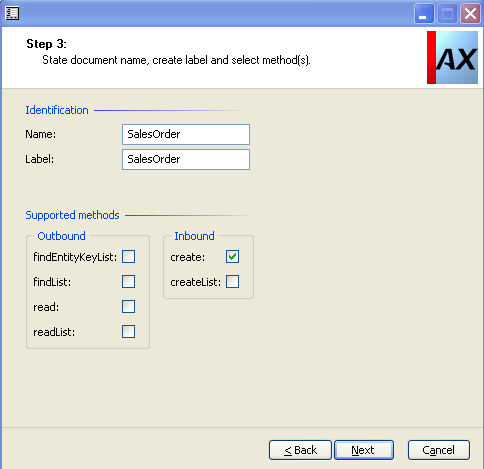 Step 3:
State document name, create label and select method(s).
AX
Identification
Name: SalesOrder
Label: SalesOrder
Supported methods
Outbound
findEntityKeyList:
findList:
read:
readList:
Inbound
create:
createList:
< Back Next Cancel